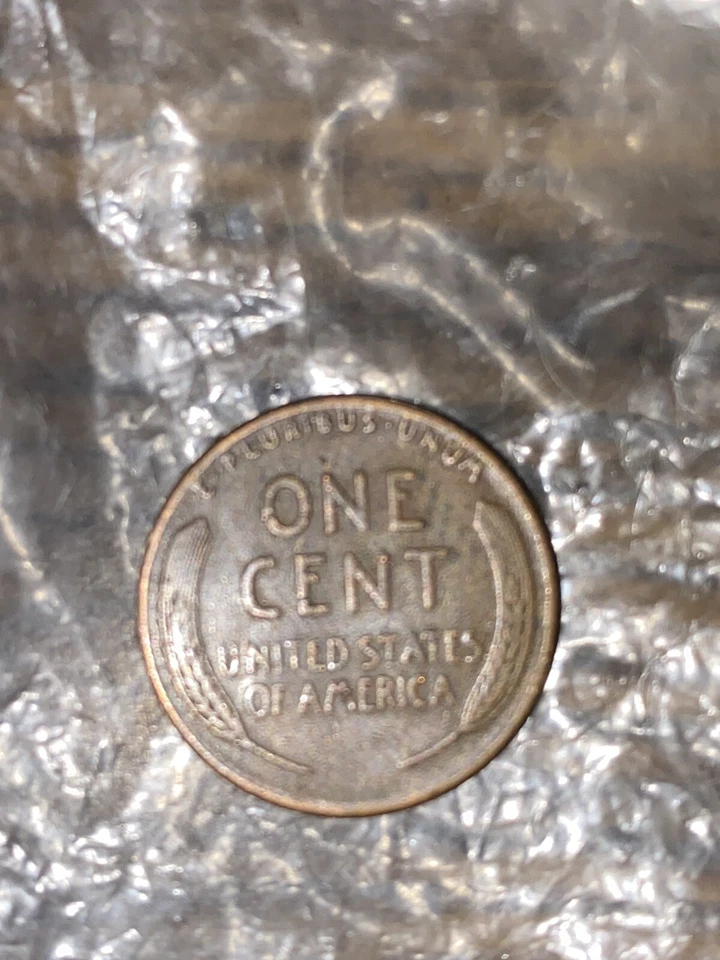 E·PLURIBUS·UNUM
ONE
CENT
UNITED STATES
OF AMERICA